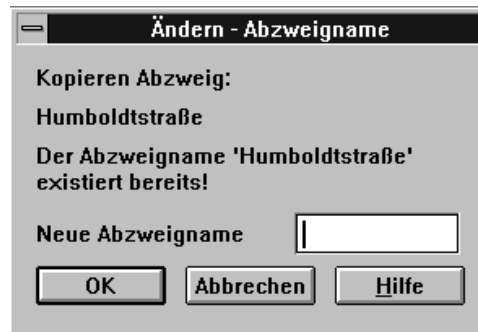 Ändern - Abzweigname
Kopieren Abzweig:
Humboldtstraße
Der Abzweigname 'Humboldtstraße'
existiert bereits!
Neue Abzweigname
OK Abbrechen Hilfe